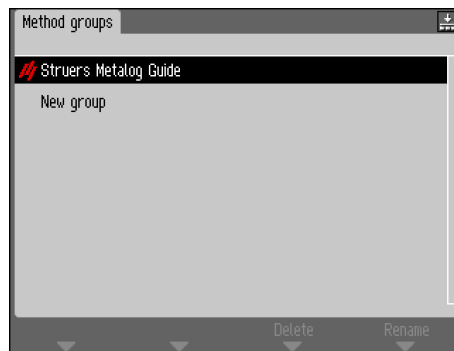 Method groups
Struers Metalog Guide
New group
Delete
Rename